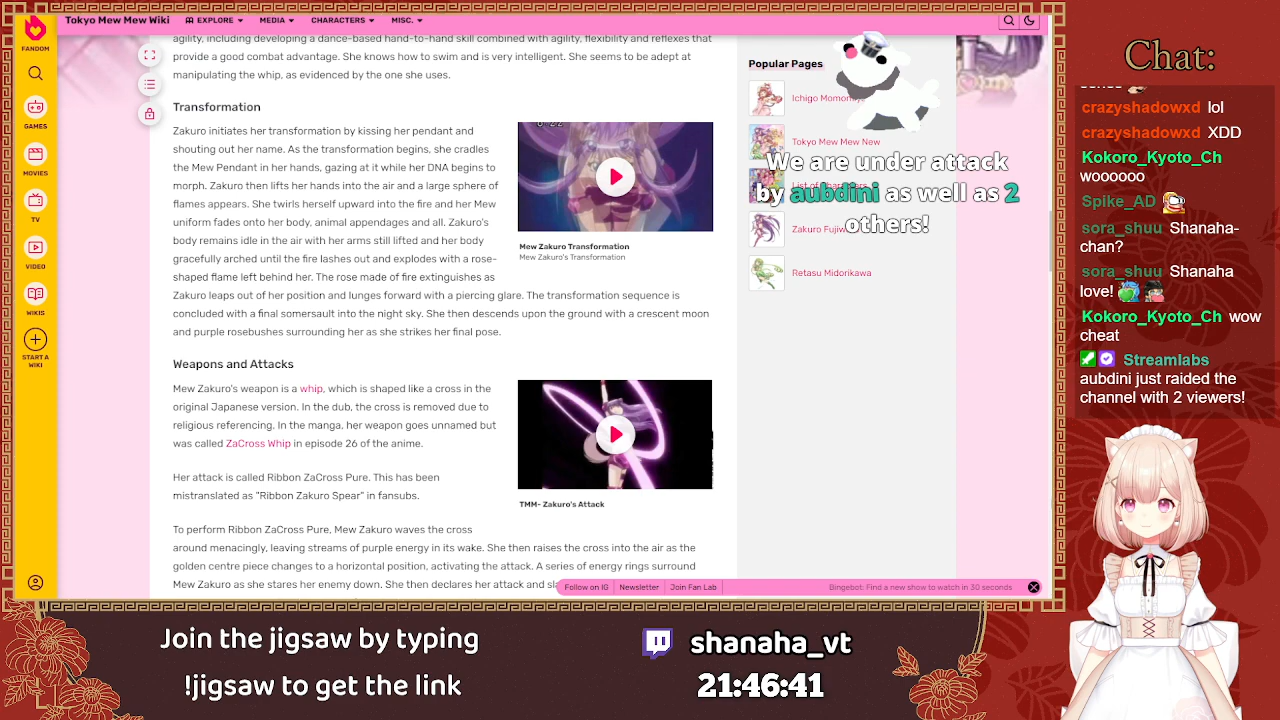 Tokyo Mew Mew Wiki
EXPLORE
MEDIA
CHARACTERS
MISC.
FANDOM
GAMES
MOVIES
TV
VIDEO
WIKIS
START A
WIKI
agility, including developing a dance-based hand-to-hand skill combined with agility, flexibility and reflexes that
provide a good combat advantage. She knows how to swim and is very intelligent. She seems to be adept at
manipulating the whip, as evidenced by the one she uses.
Transformation
Zakuro initiates her transformation by kissing her pendant and
shouting out her name. As the transformation begins, she cradles
the Mew Pendant in her hands, gazing at it while her DNA begins to
morph. Zakuro then lifts her hands into the air and a large sphere of
flames appears. She twirls herself upward into the fire and her Mew
uniform fades onto her body, animal appendages and all. Zakuro's
body remains idle in the air with her arms still lifted and her body
gracefully arched until the fire lashes out and explodes with a rose-
shaped flame left behind her. The rose made of fire extinguishes as
Zakuro leaps out of her position and lunges forward with a piercing glare. The transformation sequence is
concluded with a final somersault into the night sky. She then descends upon the ground with a crescent moon
and purple rosebushes surrounding her as she strikes her final pose.
Mew Zakuro Transformation
Mew Zakuro's Transformation
Weapons and Attacks
Mew Zakuro's weapon is a whip, which is shaped like a cross in the
original Japanese version. In the dub, the cross is removed due to
religious referencing. In the manga, her weapon goes unnamed but
was called ZaCross Whip in episode 26 of the anime.
Her attack is called Ribbon ZaCross Pure. This has been
mistranslated as "Ribbon Zakuro Spear" in fansubs.
TMM- Zakuro's Attack
To perform Ribbon ZaCross Pure, Mew Zakuro waves the cross
around menacingly, leaving streams of purple energy in its wake. She then raises the cross into the air as the
golden centre piece changes to a horizontal position, activating the attack. A series of energy rings surround
Mew Zakuro as she stares her enemy down. She then declares her attack and
Popular Pages
Ichigo
Tokyo Mew Mew New
Zakuro
Retasu Midorikawa
We are under attack
by aubdini as well as 2
others!
Follow on IG
Newsletter
Join Fan Lab
Bingebot: Find a new show to watch in 30 seconds
Chat:
crazyshadowxd lol
crazyshadowxd XDD
Kokoro_Kyoto_Ch
woooooo
Spike_AD
sora_shuu Shanaha-
chan?
sora_shuu Shanaha
love!
Kokoro_Kyoto_Ch wow
cheat
Streamlabs
aubdini just raided the
channel with 2 viewers!
Join the jigsaw by typing
!jigsaw to get the link
shanaha_vt
21:46:41